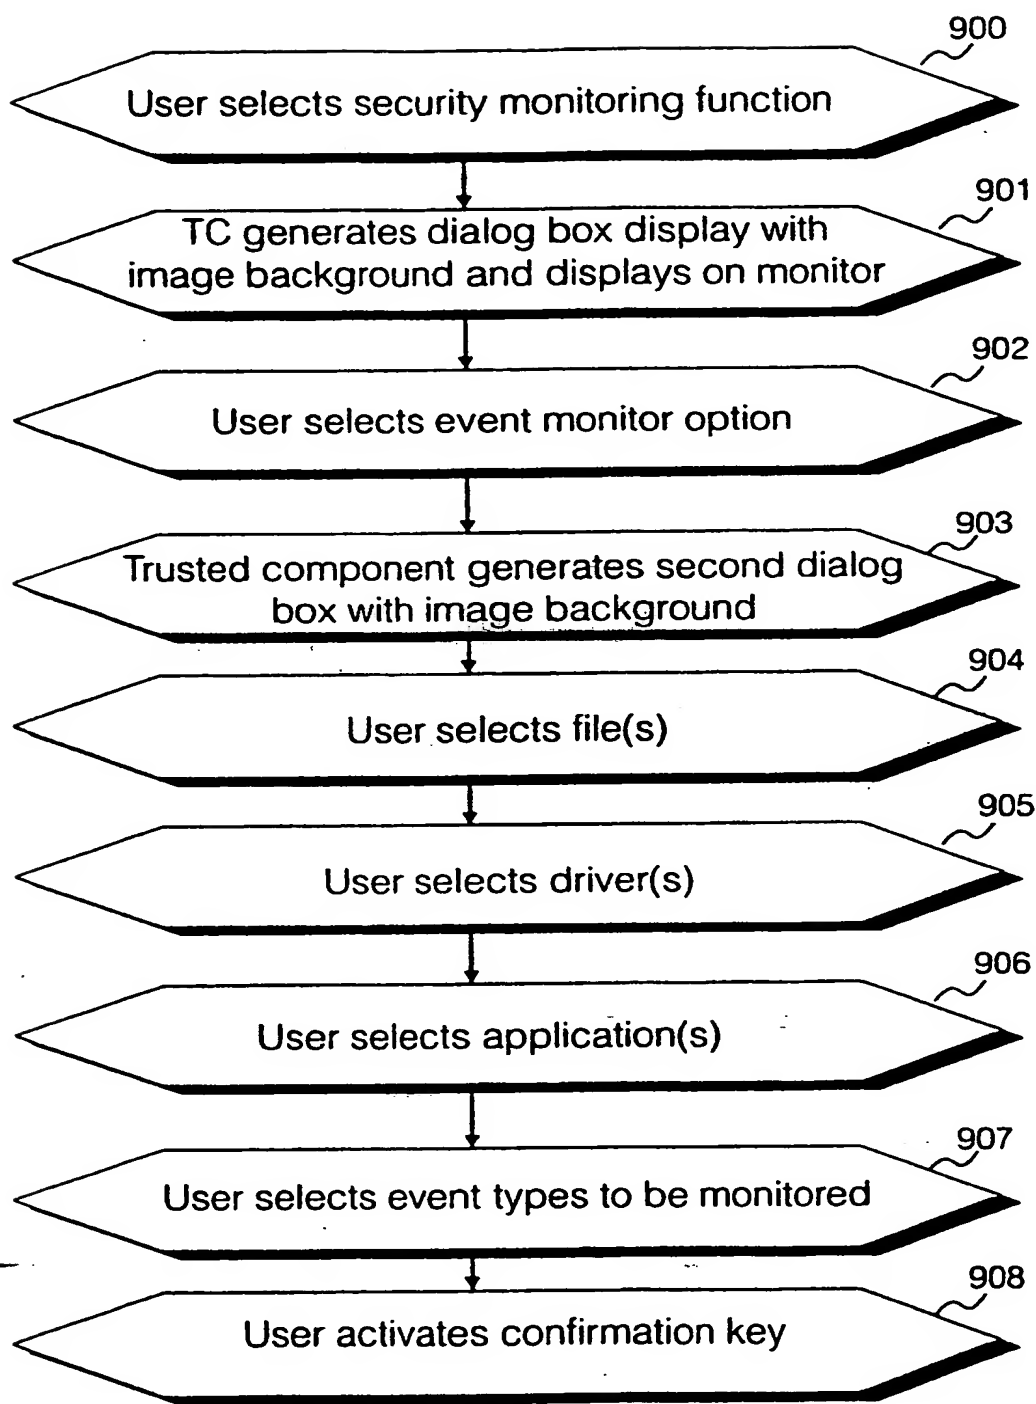 900
User selects security monitoring function
901
TC generates dialog box display with
image background and displays on monitor
902
User selects event monitor option
903
Trusted component generates second dialog
box with image background
904
User selects file(s)
905
User selects driver(s)
906
User selects application(s)
907
User selects event types to be monitored
908
User activates confirmation key